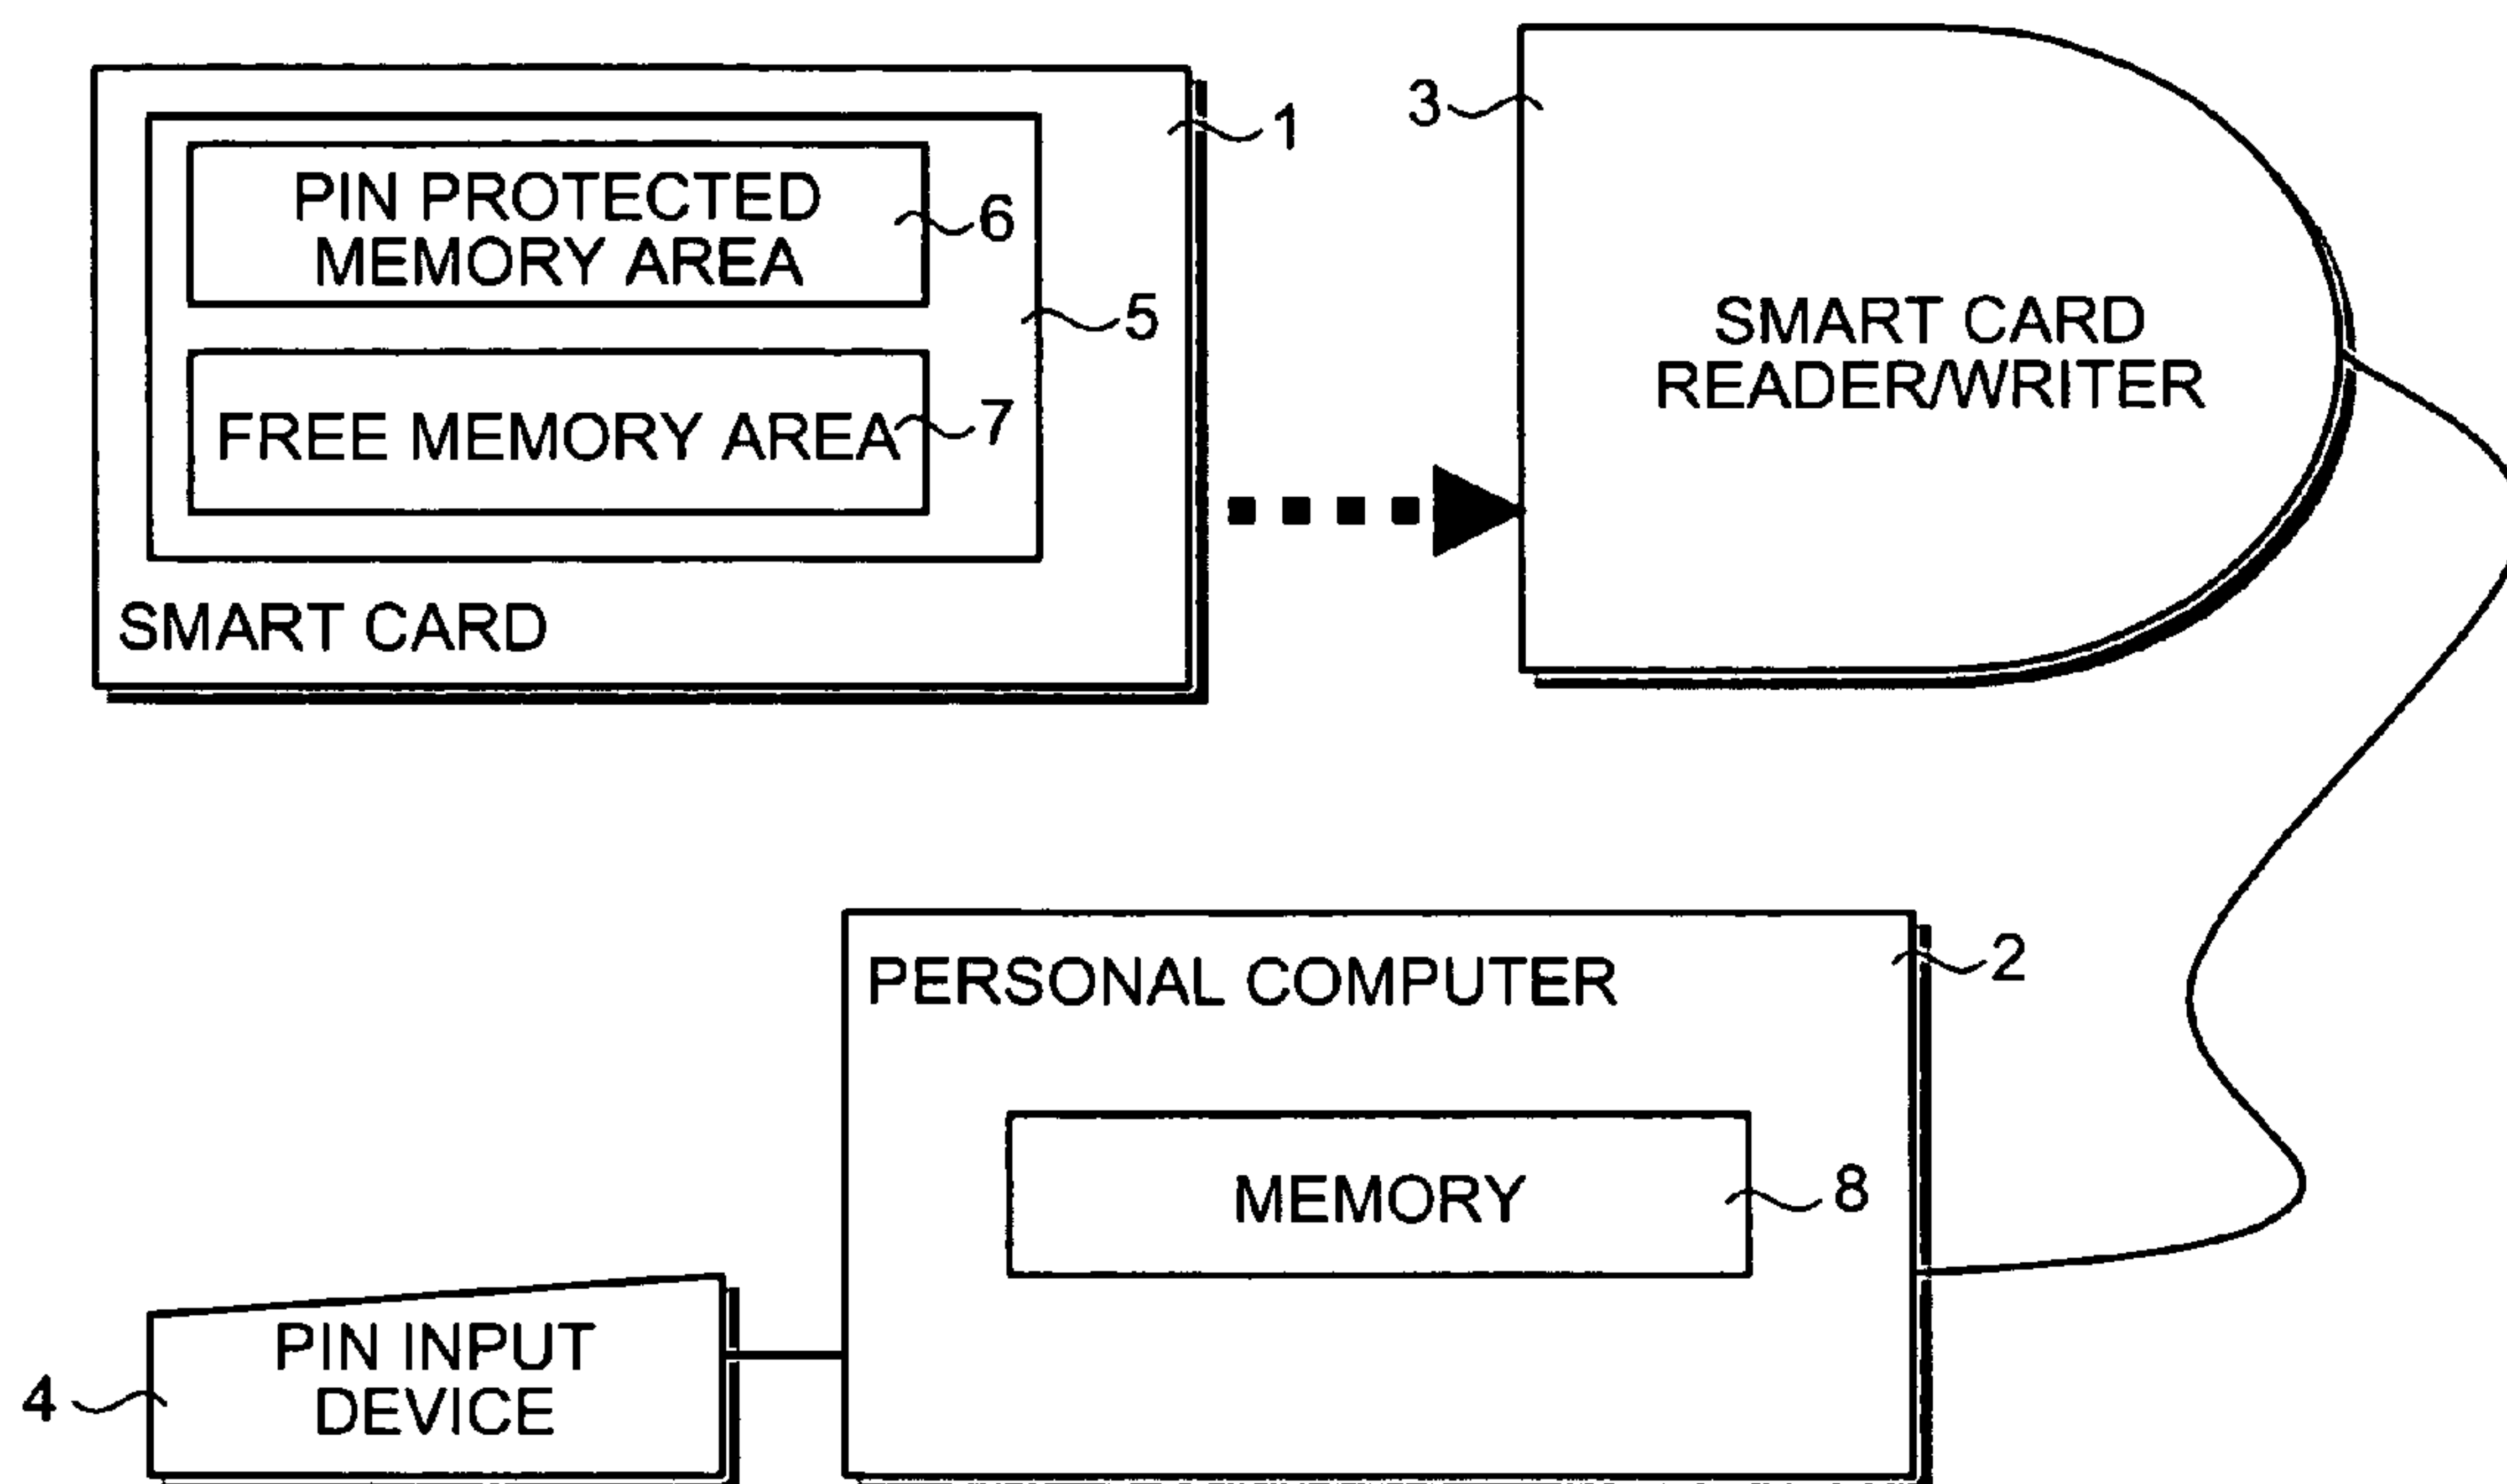 1
3
PIN PROTECTED
MEMORY AREA
6
5
SMART CARD
READER/WRITER
FREE MEMORY AREA
7
SMART CARD
PERSONAL COMPUTER
2
MEMORY
8
PIN INPUT
DEVICE
4